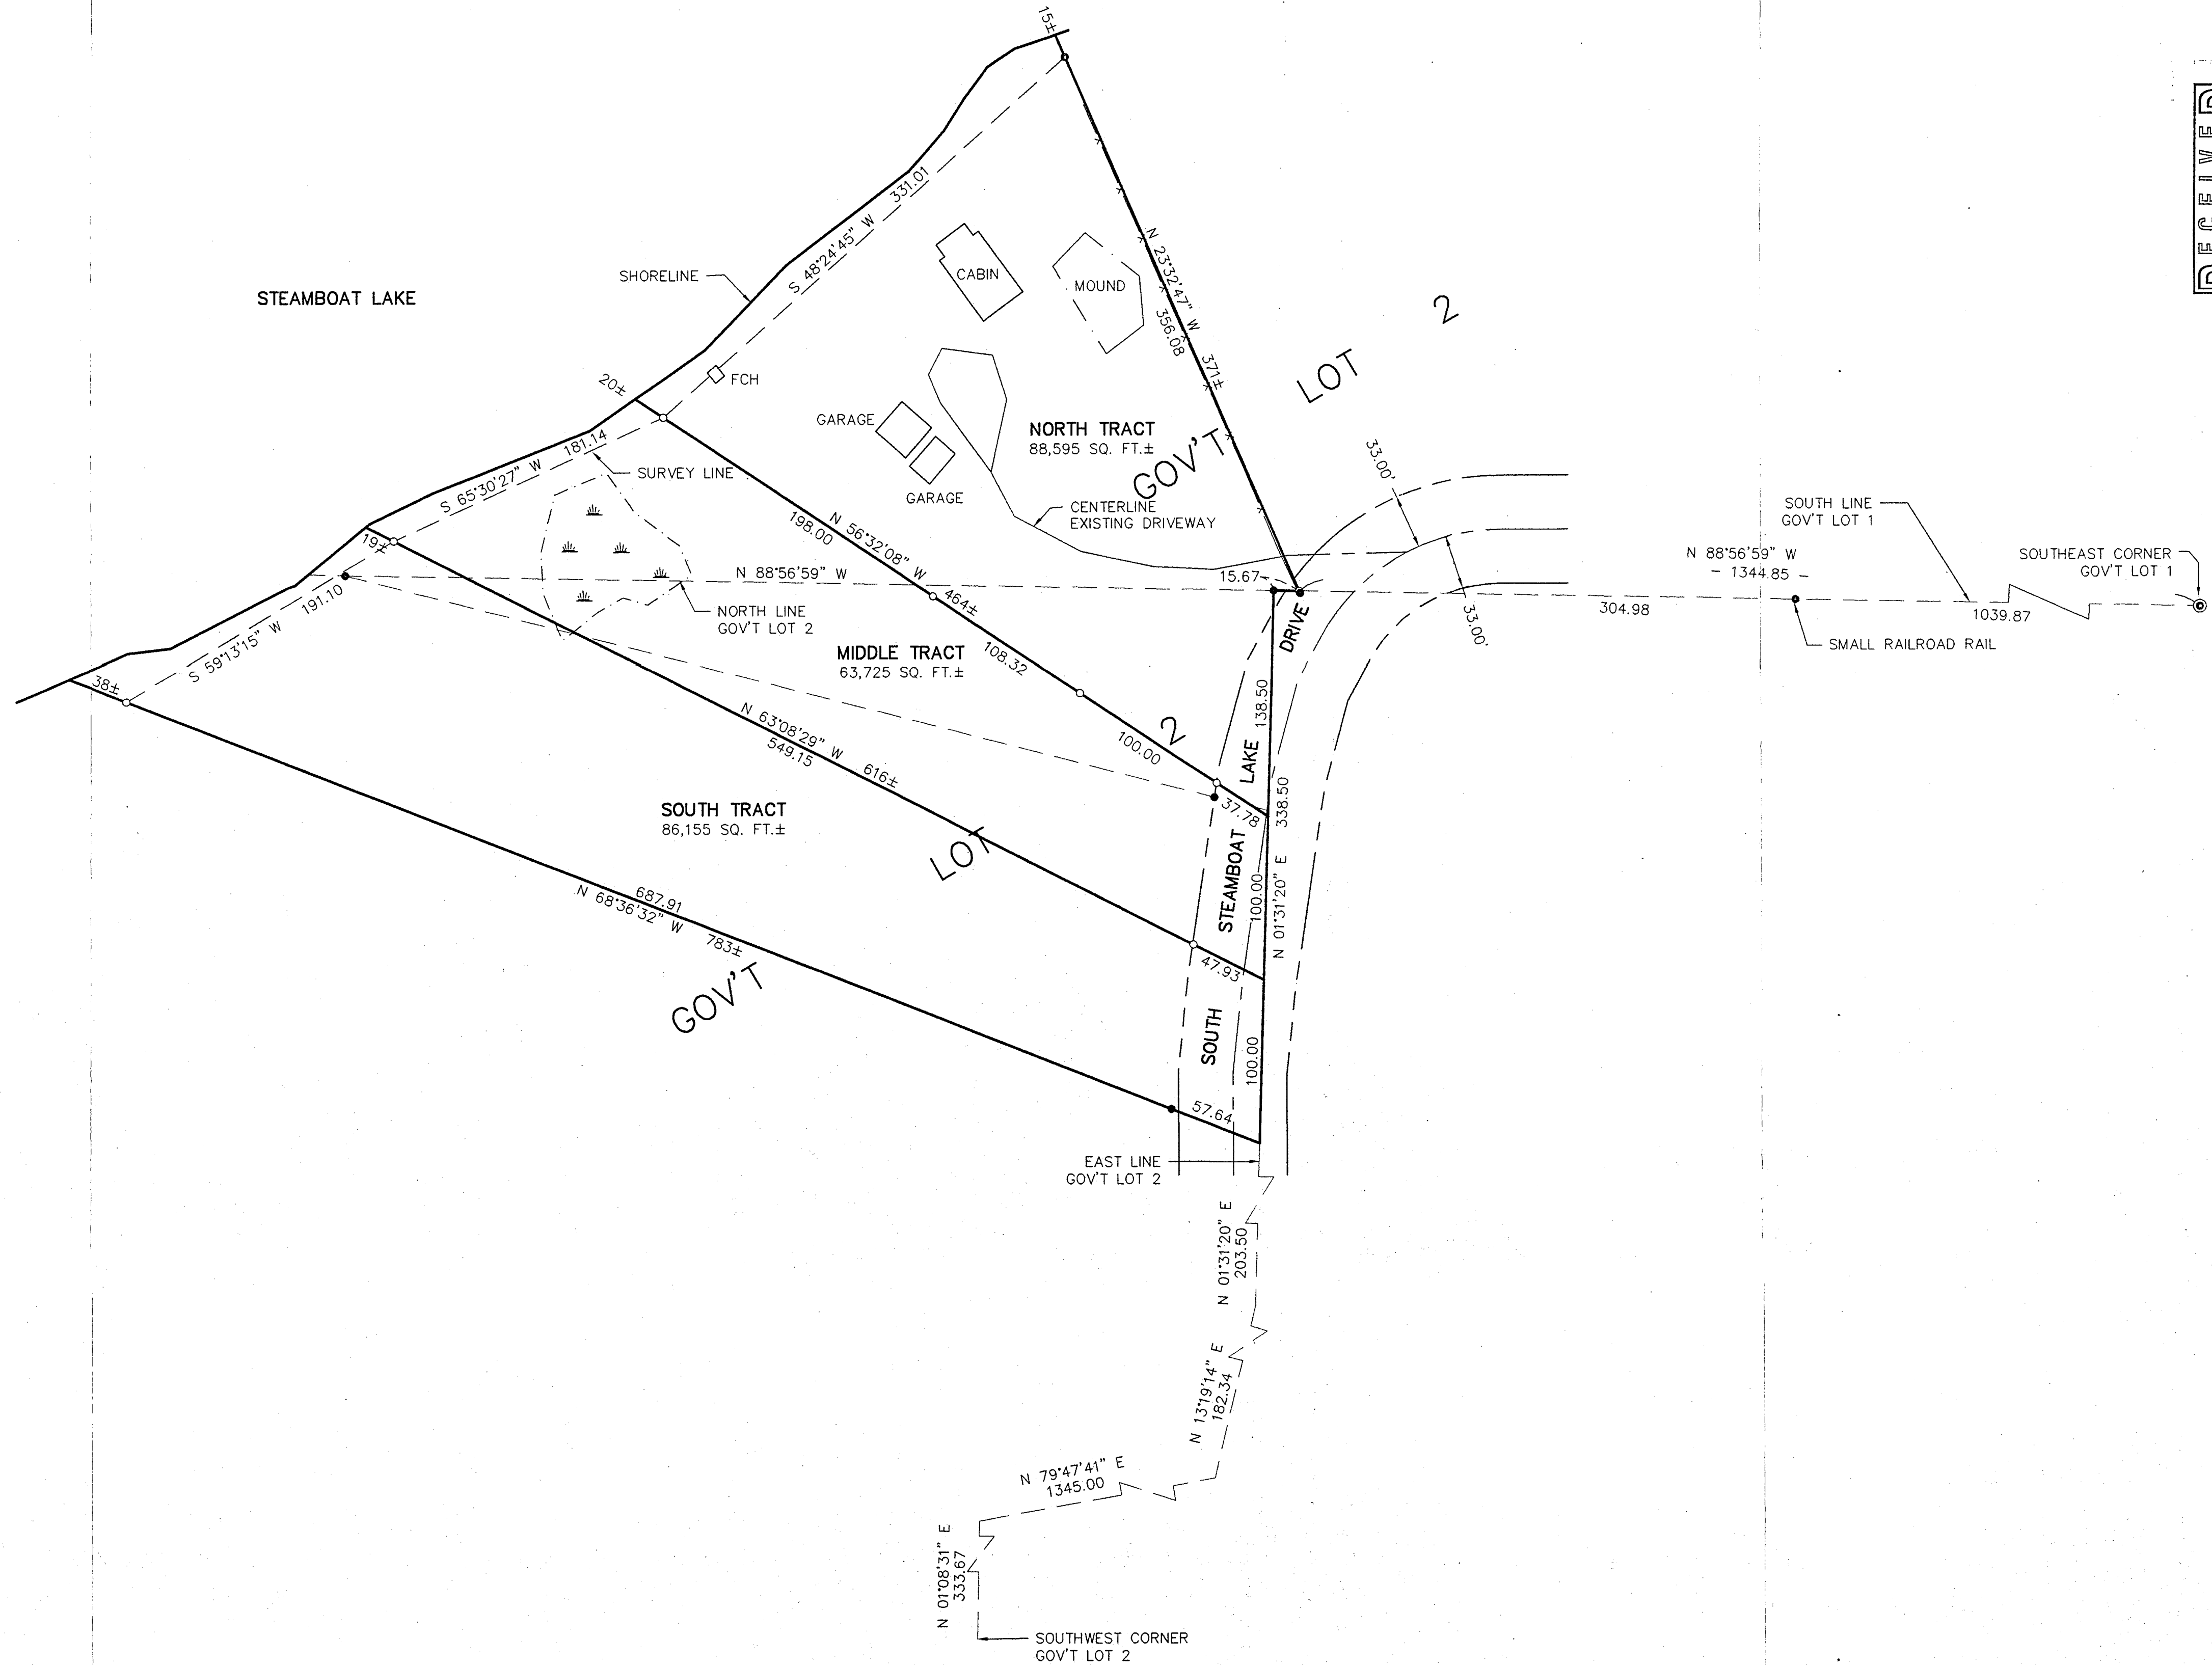 15±
RECEIVED
331.01
S 48°24'45" W
SHORELINE
STEAMBOAT LAKE
CABIN
MOUND
N 23°32'47" W
356.08
371±
2
LOT
GOV'T
20±
FCH
GARAGE
GARAGE
NORTH TRACT
88,595 SQ. FT.±
181.14
S 65°30'27" W
SURVEY LINE
CENTERLINE
EXISTING DRIVEWAY
33.00'
33.00'
SOUTH LINE
GOV'T LOT 1
N 88°56'59" W
- 1344.85 -
SOUTHEAST CORNER
GOV'T LOT 1
19±
N 56°32'08" W
198.00
N 88°56'59" W
464±
15.67
304.98
1039.87
SMALL RAILROAD RAIL
191.10
S 59°13'15" W
NORTH LINE
GOV'T LOT 2
MIDDLE TRACT
63,725 SQ. FT.±
108.32
38±
100.00
2
37.78
138.50
338.50
N 63°08'29" W
549.15
616±
SOUTH TRACT
86,155 SQ. FT.±
LOT
GOV'T
687.91
N 68°36'32" W
783±
SOUTH STEAMBOAT LAKE DRIVE
100.00
N 01°31'20" E
47.93
100.00
57.64
EAST LINE
GOV'T LOT 2
N 01°31'20" E
203.50
N 13°19'14" E
182.34
N 79°47'41" E
1345.00
N 01°08'31" E
333.67
SOUTHWEST CORNER
GOV'T LOT 2